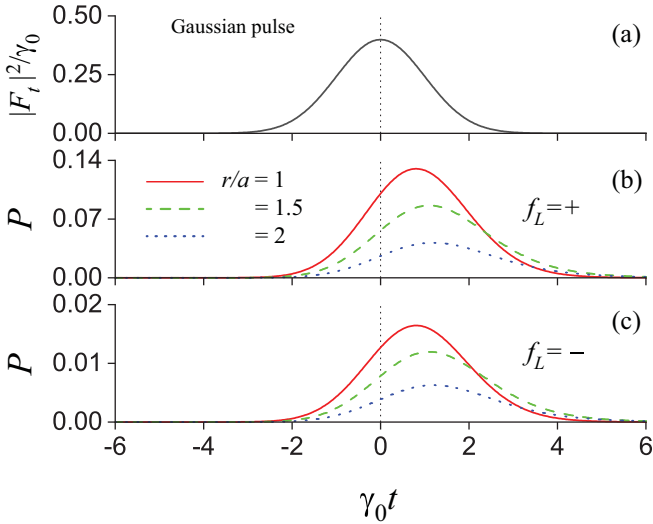 Gaussian pulse
(a)
|F_t|²/γ₀
0.50
0.25
0.00
(b)
P
0.14
0.07
0.00
r/a = 1
= 1.5
= 2
f_L = +
(c)
P
0.02
0.01
0.00
f_L = −
-6 -4 -2 0 2 4 6
γ₀t